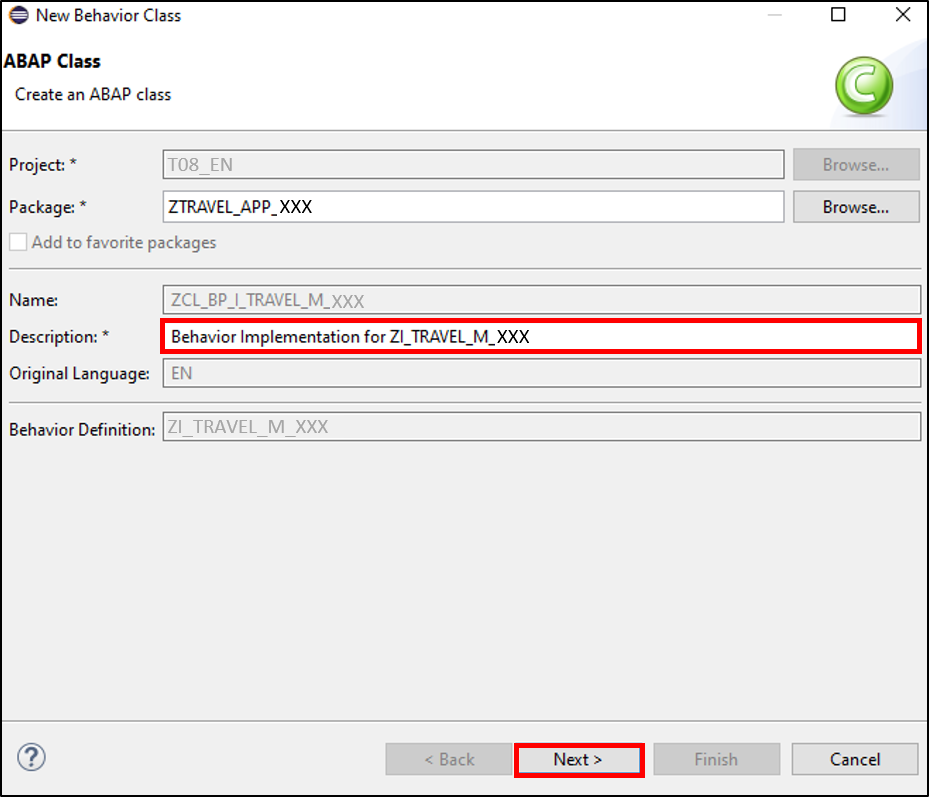 New Behavior Class
ABAP Class
Create an ABAP class
C
Project: * T08_EN Browse...
Package: * ZTRAVEL_APP_XXX Browse...
Add to favorite packages
Name: ZCL_BP_I_TRAVEL_M_XXX
Description: * Behavior Implementation for ZI_TRAVEL_M_XXX
Original Language: EN
Behavior Definition: ZI_TRAVEL_M_XXX
? < Back Next > Finish Cancel